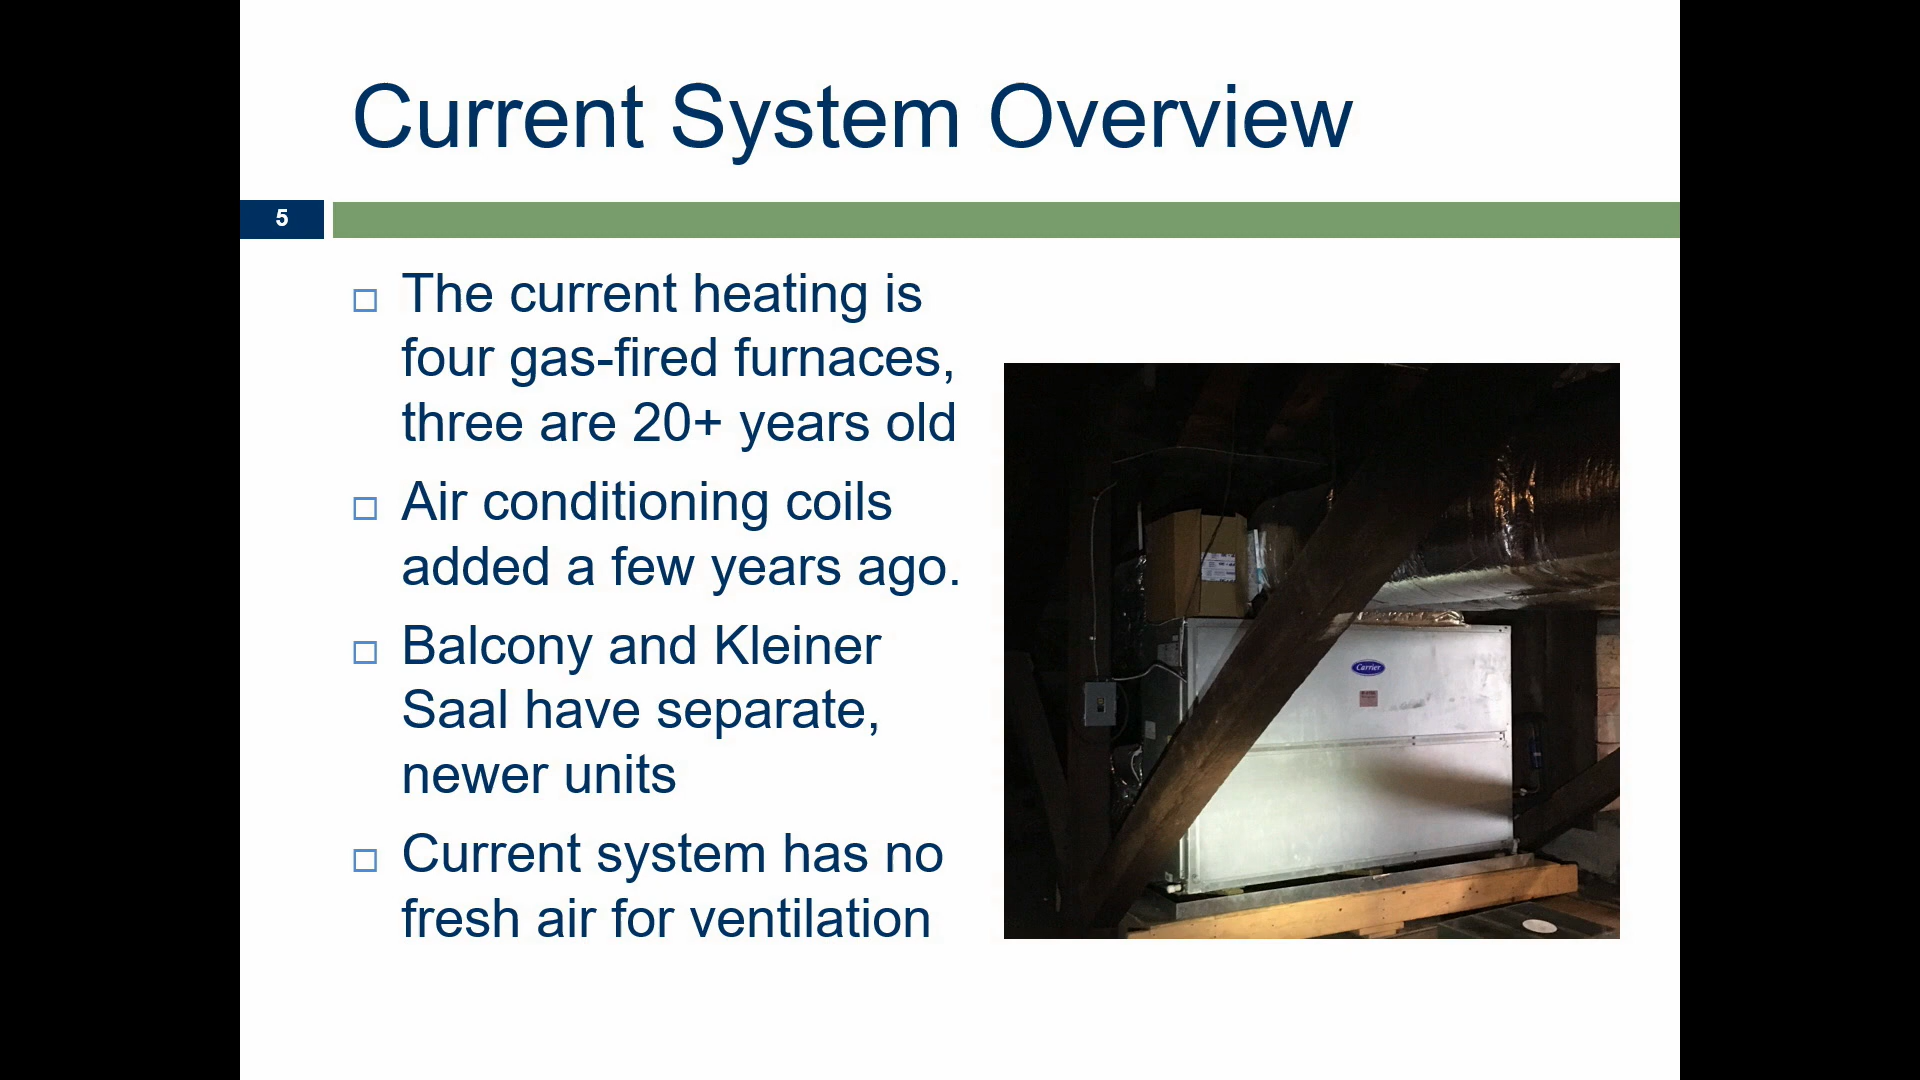 Current System Overview
5
The current heating is
four gas-fired furnaces,
three are 20+ years old
Air conditioning coils
added a few years ago.
Balcony and Kleiner
Saal have separate,
newer units
Current system has no
fresh air for ventilation
Carrier